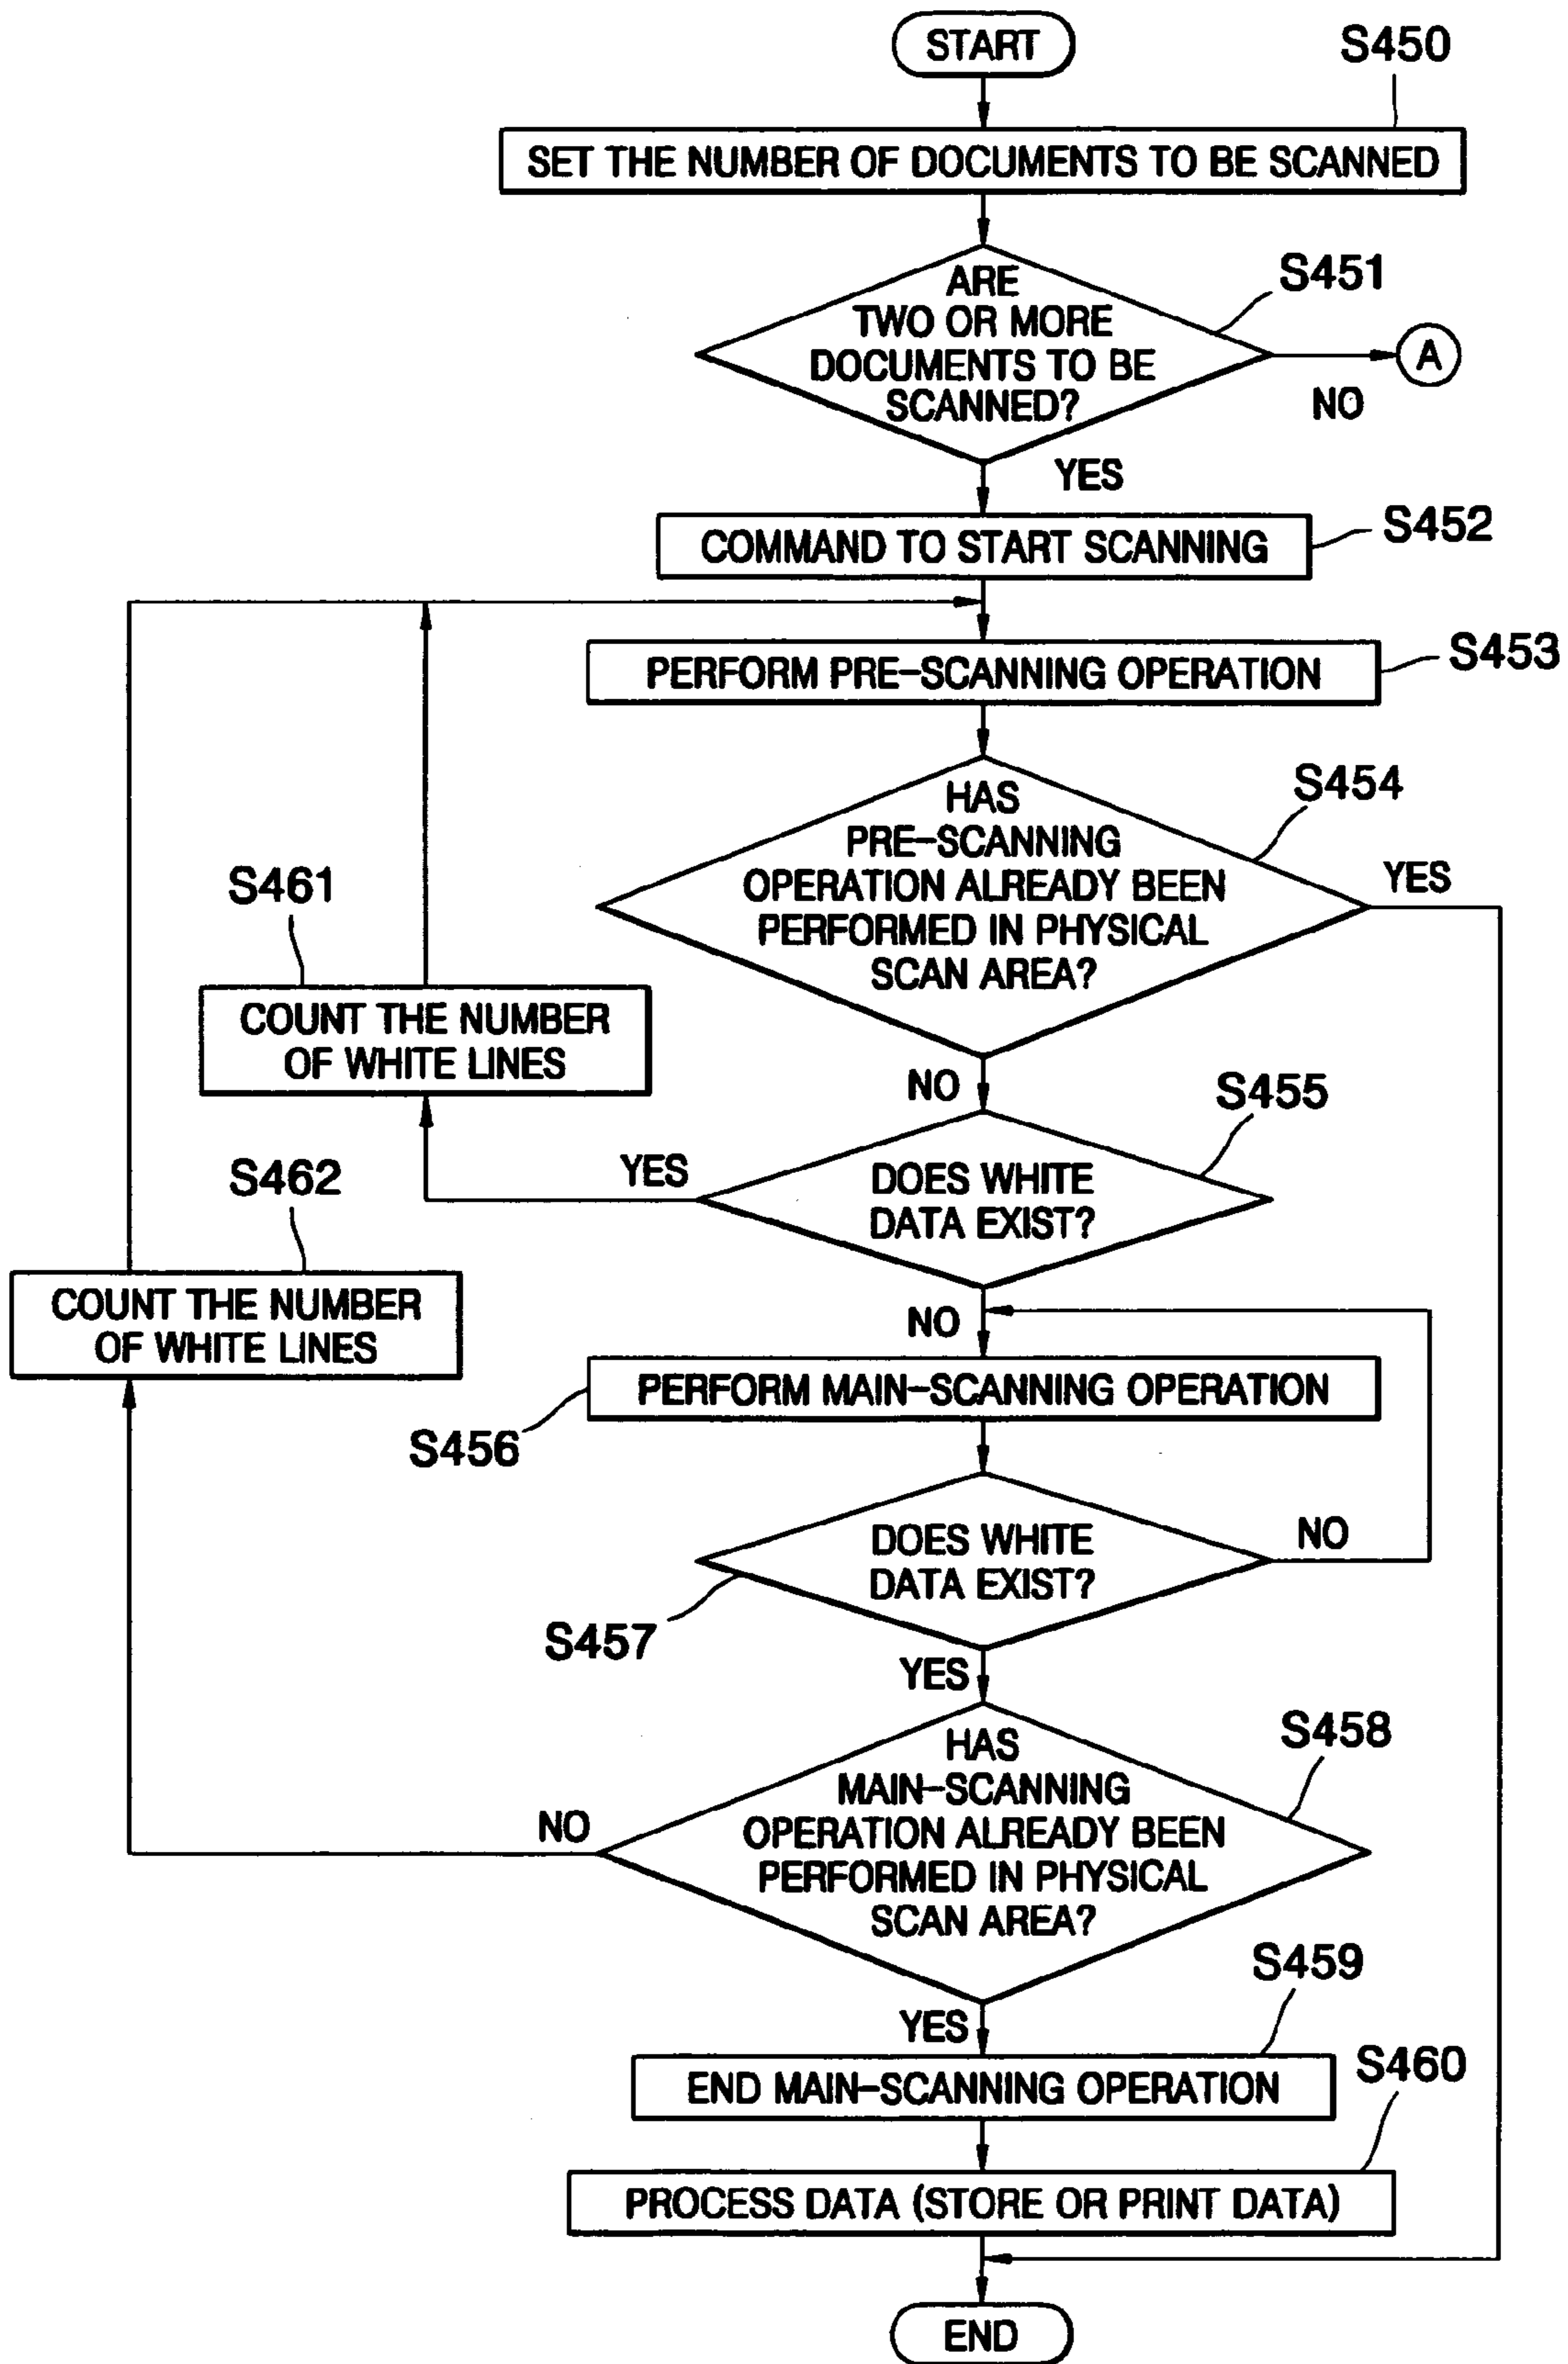 START
S450
SET THE NUMBER OF DOCUMENTS TO BE SCANNED
S451
ARE
TWO OR MORE
DOCUMENTS TO BE
SCANNED?
A
NO
YES
S452
COMMAND TO START SCANNING
S453
PERFORM PRE-SCANNING OPERATION
S454
HAS
PRE-SCANNING
OPERATION ALREADY BEEN
PERFORMED IN PHYSICAL
SCAN AREA?
YES
S461
COUNT THE NUMBER
OF WHITE LINES
NO
S455
YES
DOES WHITE
DATA EXIST?
S462
COUNT THE NUMBER
OF WHITE LINES
NO
PERFORM MAIN-SCANNING OPERATION
S456
DOES WHITE
DATA EXIST?
NO
S457
YES
S458
HAS
MAIN-SCANNING
OPERATION ALREADY BEEN
PERFORMED IN PHYSICAL
SCAN AREA?
NO
S459
YES
END MAIN-SCANNING OPERATION
S460
PROCESS DATA (STORE OR PRINT DATA)
END